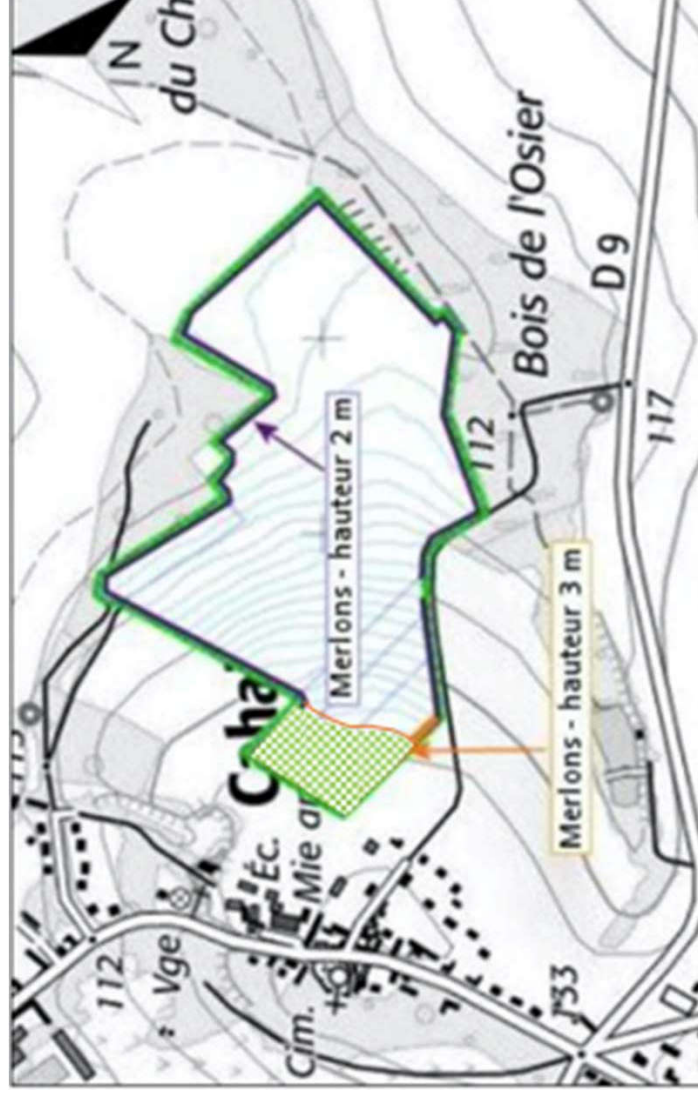 112
N
Vge
du Ch
Éc.
Cim.
Merlons - hauteur 2 m
112
Bois de l'Osier
133
Merlons - hauteur 3 m
D 9
117